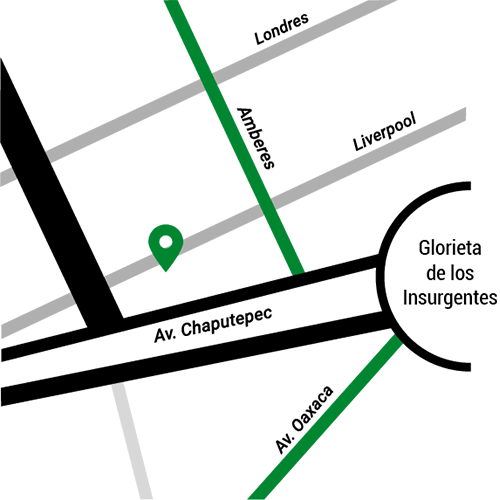 Londres
Amberes
Liverpool
Glorieta
de los
Insurgentes
Av. Chaputepec
Av. Oaxaca